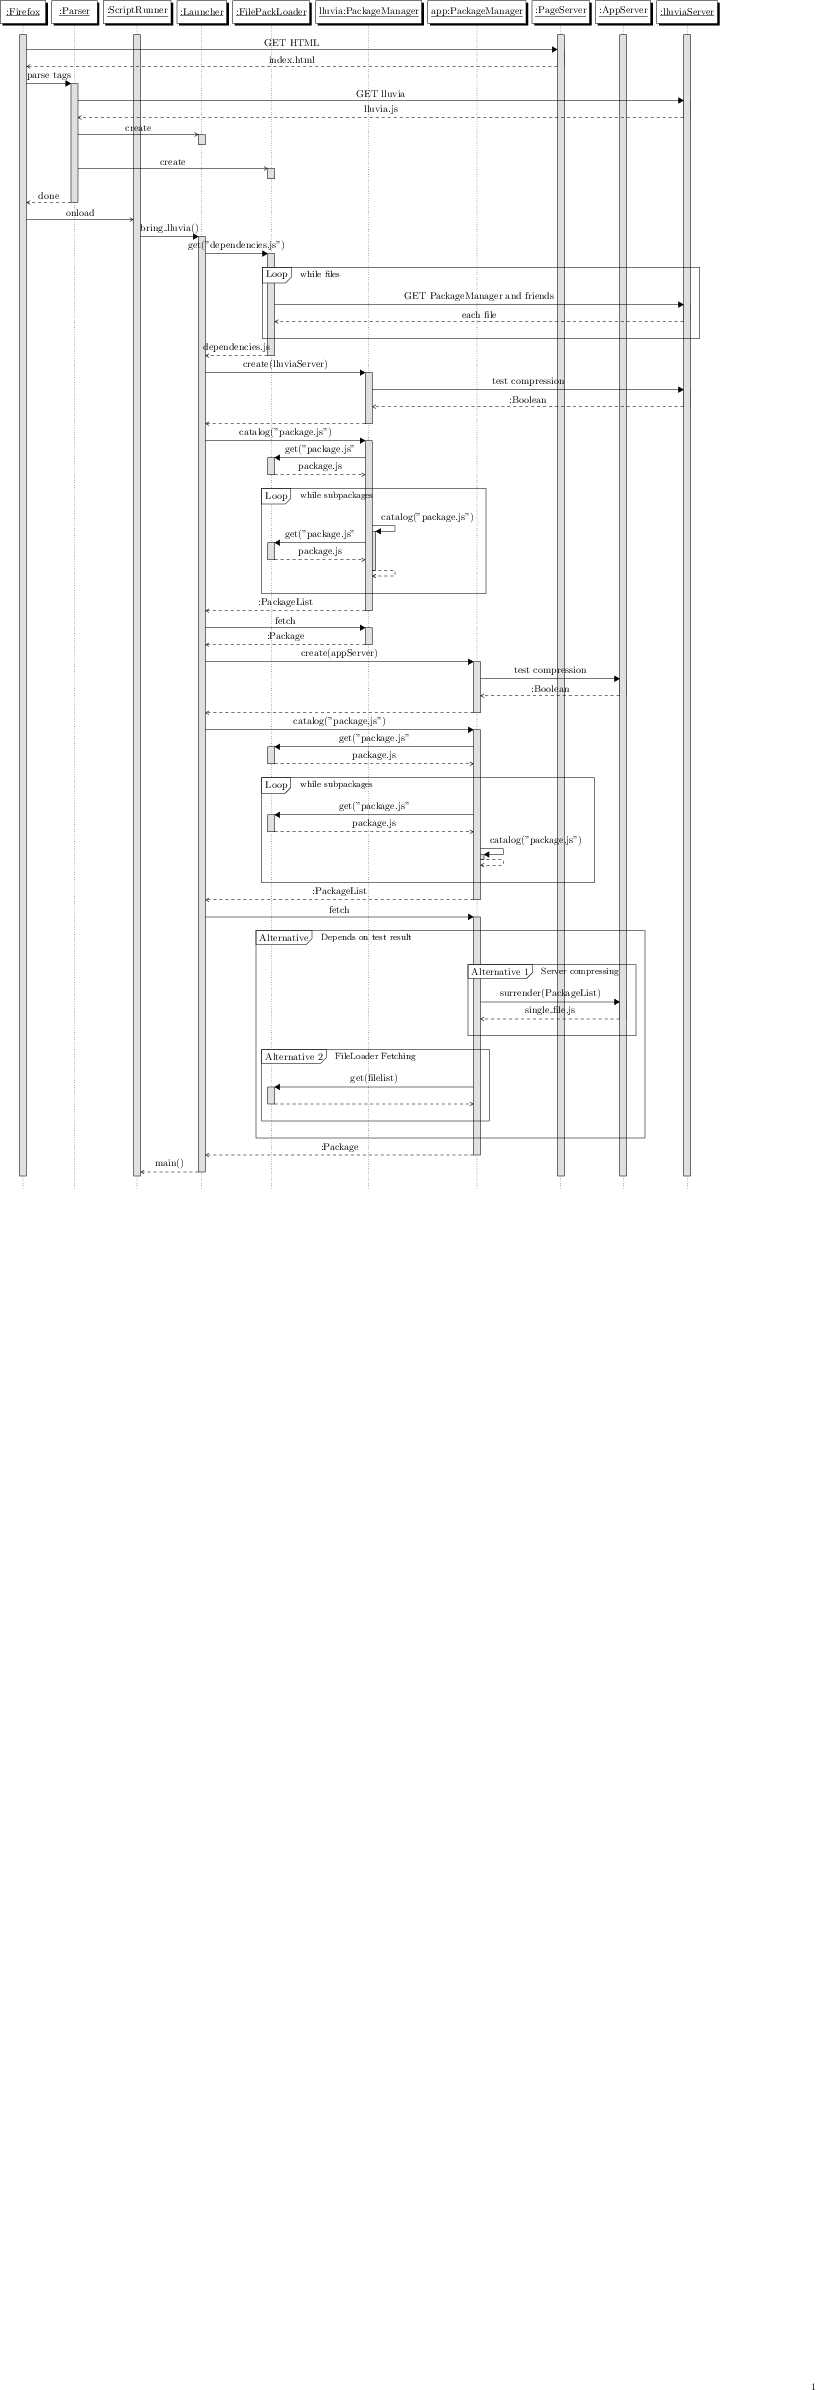 :Firefox :Parser :ScriptRunner :Launcher :FilePackLoader lluvia:PackageManager app:PackageManager :PageServer :AppServer :lluviaServer
GET HTML
index.html
parse tags
GET lluvia
lluvia.js
create
create
done
onload
bring_lluvia()
get("dependencies.js")
Loop while files
GET PackageManager and friends
each file
dependencies.js
create(lluviaServer)
test compression
:Boolean
catalog("package.js")
get("package.js"
package.js
Loop while subpackages
catalog("package.js")
get("package.js"
package.js
:PackageList
fetch
:Package
create(appServer)
test compression
:Boolean
catalog("package.js")
get("package.js"
package.js
Loop while subpackages
get("package.js"
package.js
catalog("package.js")
:PackageList
fetch
Alternative Depends on test result
Alternative 1 Server compressing
surrender(PackageList)
single_file.js
Alternative 2 FileLoader Fetching
get(filelist)
:Package
main()
1